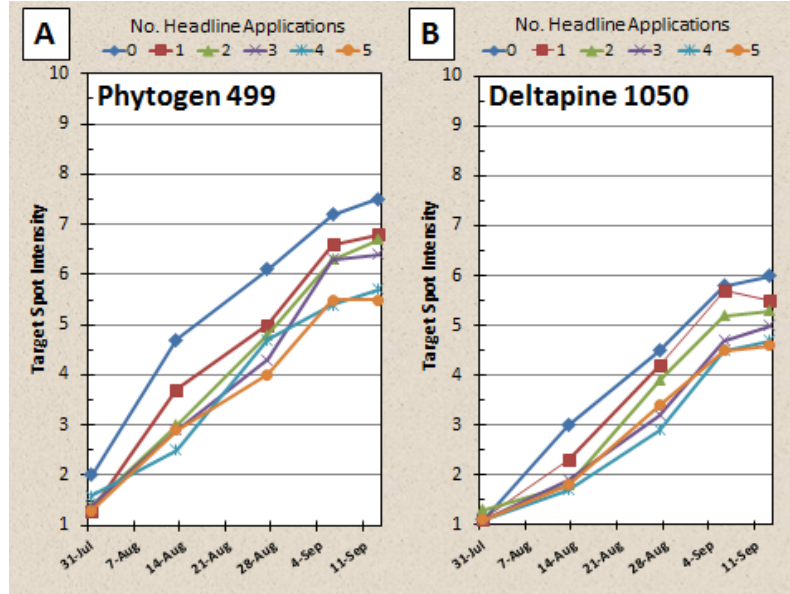 A
No. Headline Applications
0 1 2 3 4 5
Phytogen 499
Target Spot Intensity
10
9
8
7
6
5
4
3
2
1
31-Jul 7-Aug 14-Aug 21-Aug 28-Aug 4-Sep 11-Sep
B
No. Headline Applications
0 1 2 3 4 5
Deltapine 1050
Target Spot Intensity
10
9
8
7
6
5
4
3
2
1
31-Jul 7-Aug 14-Aug 21-Aug 28-Aug 4-Sep 11-Sep